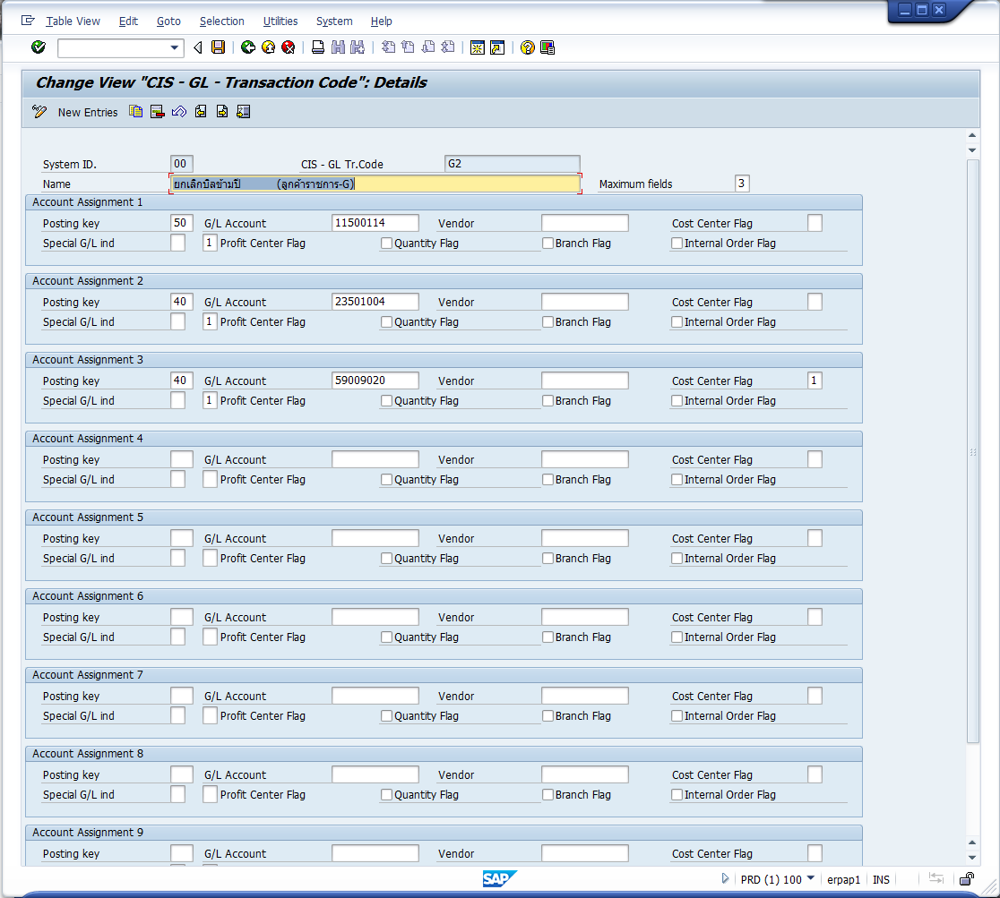 Table View Edit Goto Selection Utilities System Help
Change View "CIS - GL - Transaction Code": Details
New Entries
System ID. 00 CIS - GL Tr.Code G2
Name ยกเลิกบิลข้ามปี (ลูกค้าราชการ-G) Maximum fields 3
Account Assignment 1
Posting key 50 G/L Account 11500114 Vendor Cost Center Flag
Special G/L ind 1 Profit Center Flag Quantity Flag Branch Flag Internal Order Flag
Account Assignment 2
Posting key 40 G/L Account 23501004 Vendor Cost Center Flag
Special G/L ind 1 Profit Center Flag Quantity Flag Branch Flag Internal Order Flag
Account Assignment 3
Posting key 40 G/L Account 59009020 Vendor Cost Center Flag 1
Special G/L ind 1 Profit Center Flag Quantity Flag Branch Flag Internal Order Flag
Account Assignment 4
Posting key G/L Account Vendor Cost Center Flag
Special G/L ind Profit Center Flag Quantity Flag Branch Flag Internal Order Flag
Account Assignment 5
Posting key G/L Account Vendor Cost Center Flag
Special G/L ind Profit Center Flag Quantity Flag Branch Flag Internal Order Flag
Account Assignment 6
Posting key G/L Account Vendor Cost Center Flag
Special G/L ind Profit Center Flag Quantity Flag Branch Flag Internal Order Flag
Account Assignment 7
Posting key G/L Account Vendor Cost Center Flag
Special G/L ind Profit Center Flag Quantity Flag Branch Flag Internal Order Flag
Account Assignment 8
Posting key G/L Account Vendor Cost Center Flag
Special G/L ind Profit Center Flag Quantity Flag Branch Flag Internal Order Flag
Account Assignment 9
Posting key G/L Account Vendor Cost Center Flag
SAP PRD (1) 100 erpap1 INS